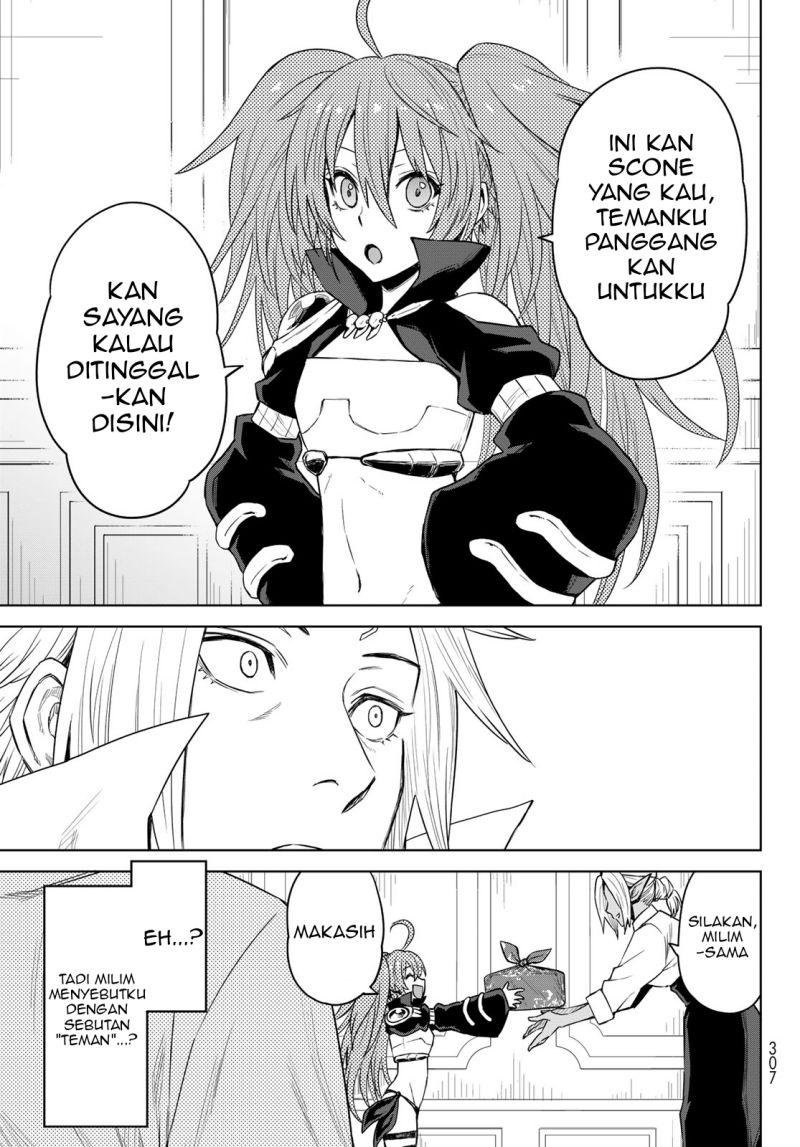 INI KAN
SCONE
YANG KAU,
TEMANKU
PANGGANG
KAN
UNTUKKU
KAN
SAYANG
KALAU
DITINGGAL
-KAN
DISINI!
SILAKAN,
MILIM
-SAMA
MAKASIH
EH...?
TADI MILIM
MENYEBUTKU
DENGAN
SEBUTAN
"TEMAN"...?
307